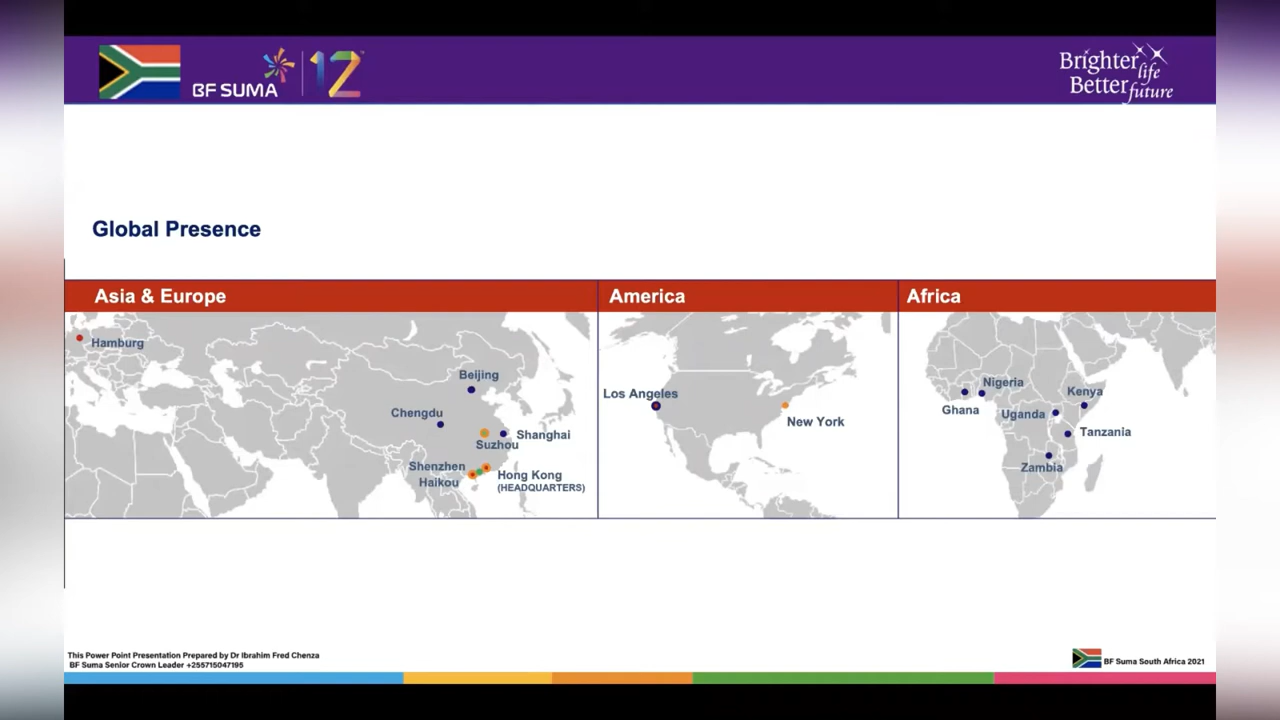 BF SUMA
12
Brighter life
Better future
Global Presence
Asia & Europe
America
Africa
Hamburg
Beijing
Chengdu
Shanghai
Suzhou
Shenzhen
Haikou
Hong Kong
(HEADQUARTERS)
Los Angeles
New York
Nigeria
Ghana
Kenya
Uganda
Tanzania
Zambia
This Power Point Presentation Prepared by Dr Ibrahim Fred Chenza
BF Suma Senior Crown Leader +255715047195
BF Suma South Africa 2021